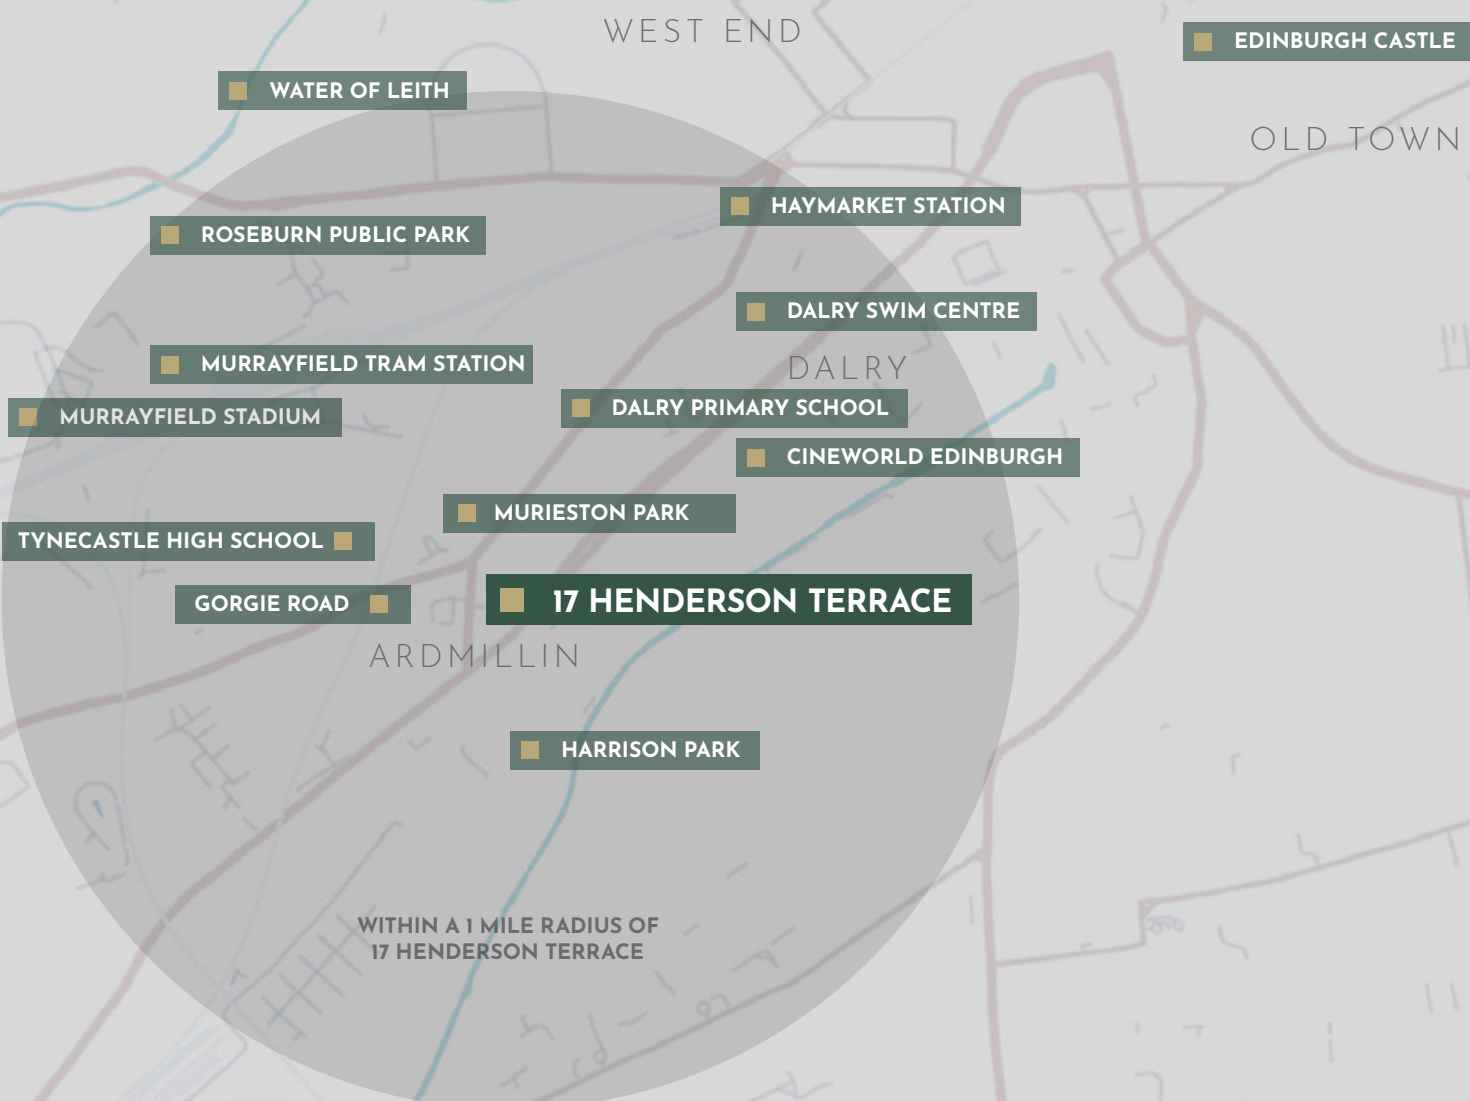 WEST END
EDINBURGH CASTLE
WATER OF LEITH
OLD TOWN
HAYMARKET STATION
ROSEBURN PUBLIC PARK
DALRY SWIM CENTRE
MURRAYFIELD TRAM STATION
DALRY
MURRAYFIELD STADIUM
DALRY PRIMARY SCHOOL
CINEWORLD EDINBURGH
MURIESTON PARK
TYNECASTLE HIGH SCHOOL
GORGIE ROAD
17 HENDERSON TERRACE
ARDMILLIN
HARRISON PARK
WITHIN A 1 MILE RADIUS OF
17 HENDERSON TERRACE